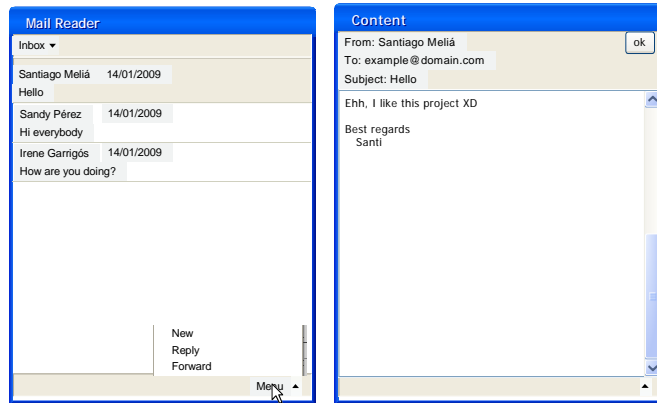 Mail Reader
Inbox
Santiago Meliá 14/01/2009
Hello
Sandy Pérez 14/01/2009
Hi everybody
Irene Garrigós 14/01/2009
How are you doing?
New
Reply
Forward
Menu
Content
From: Santiago Meliá
ok
To: example@domain.com
Subject: Hello
Ehh, I like this project XD
Best regards
Santi